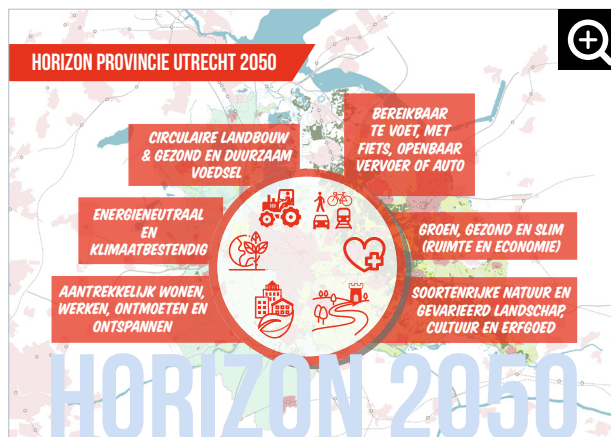 HORIZON PROVINCIE UTRECHT 2050
CIRCULAIRE LANDBOUW
& GEZOND EN DUURZAAM
VOEDSEL
BEREIKBAAR
TE VOET, MET
FIETS, OPENBAAR
VERVOER OF AUTO
ENERGIENEUTRAAL
EN
KLIMAATBESTENDIG
GROEN, GEZOND EN SLIM
(RUIMTE EN ECONOMIE)
AANTREKKELIJK WONEN,
WERKEN, ONTMOETEN EN
ONTSPANNEN
SOORTENRIJKE NATUUR EN
GEVARIEERD LANDSCHAP,
CULTUUR EN ERFGOED
HORIZON 2050